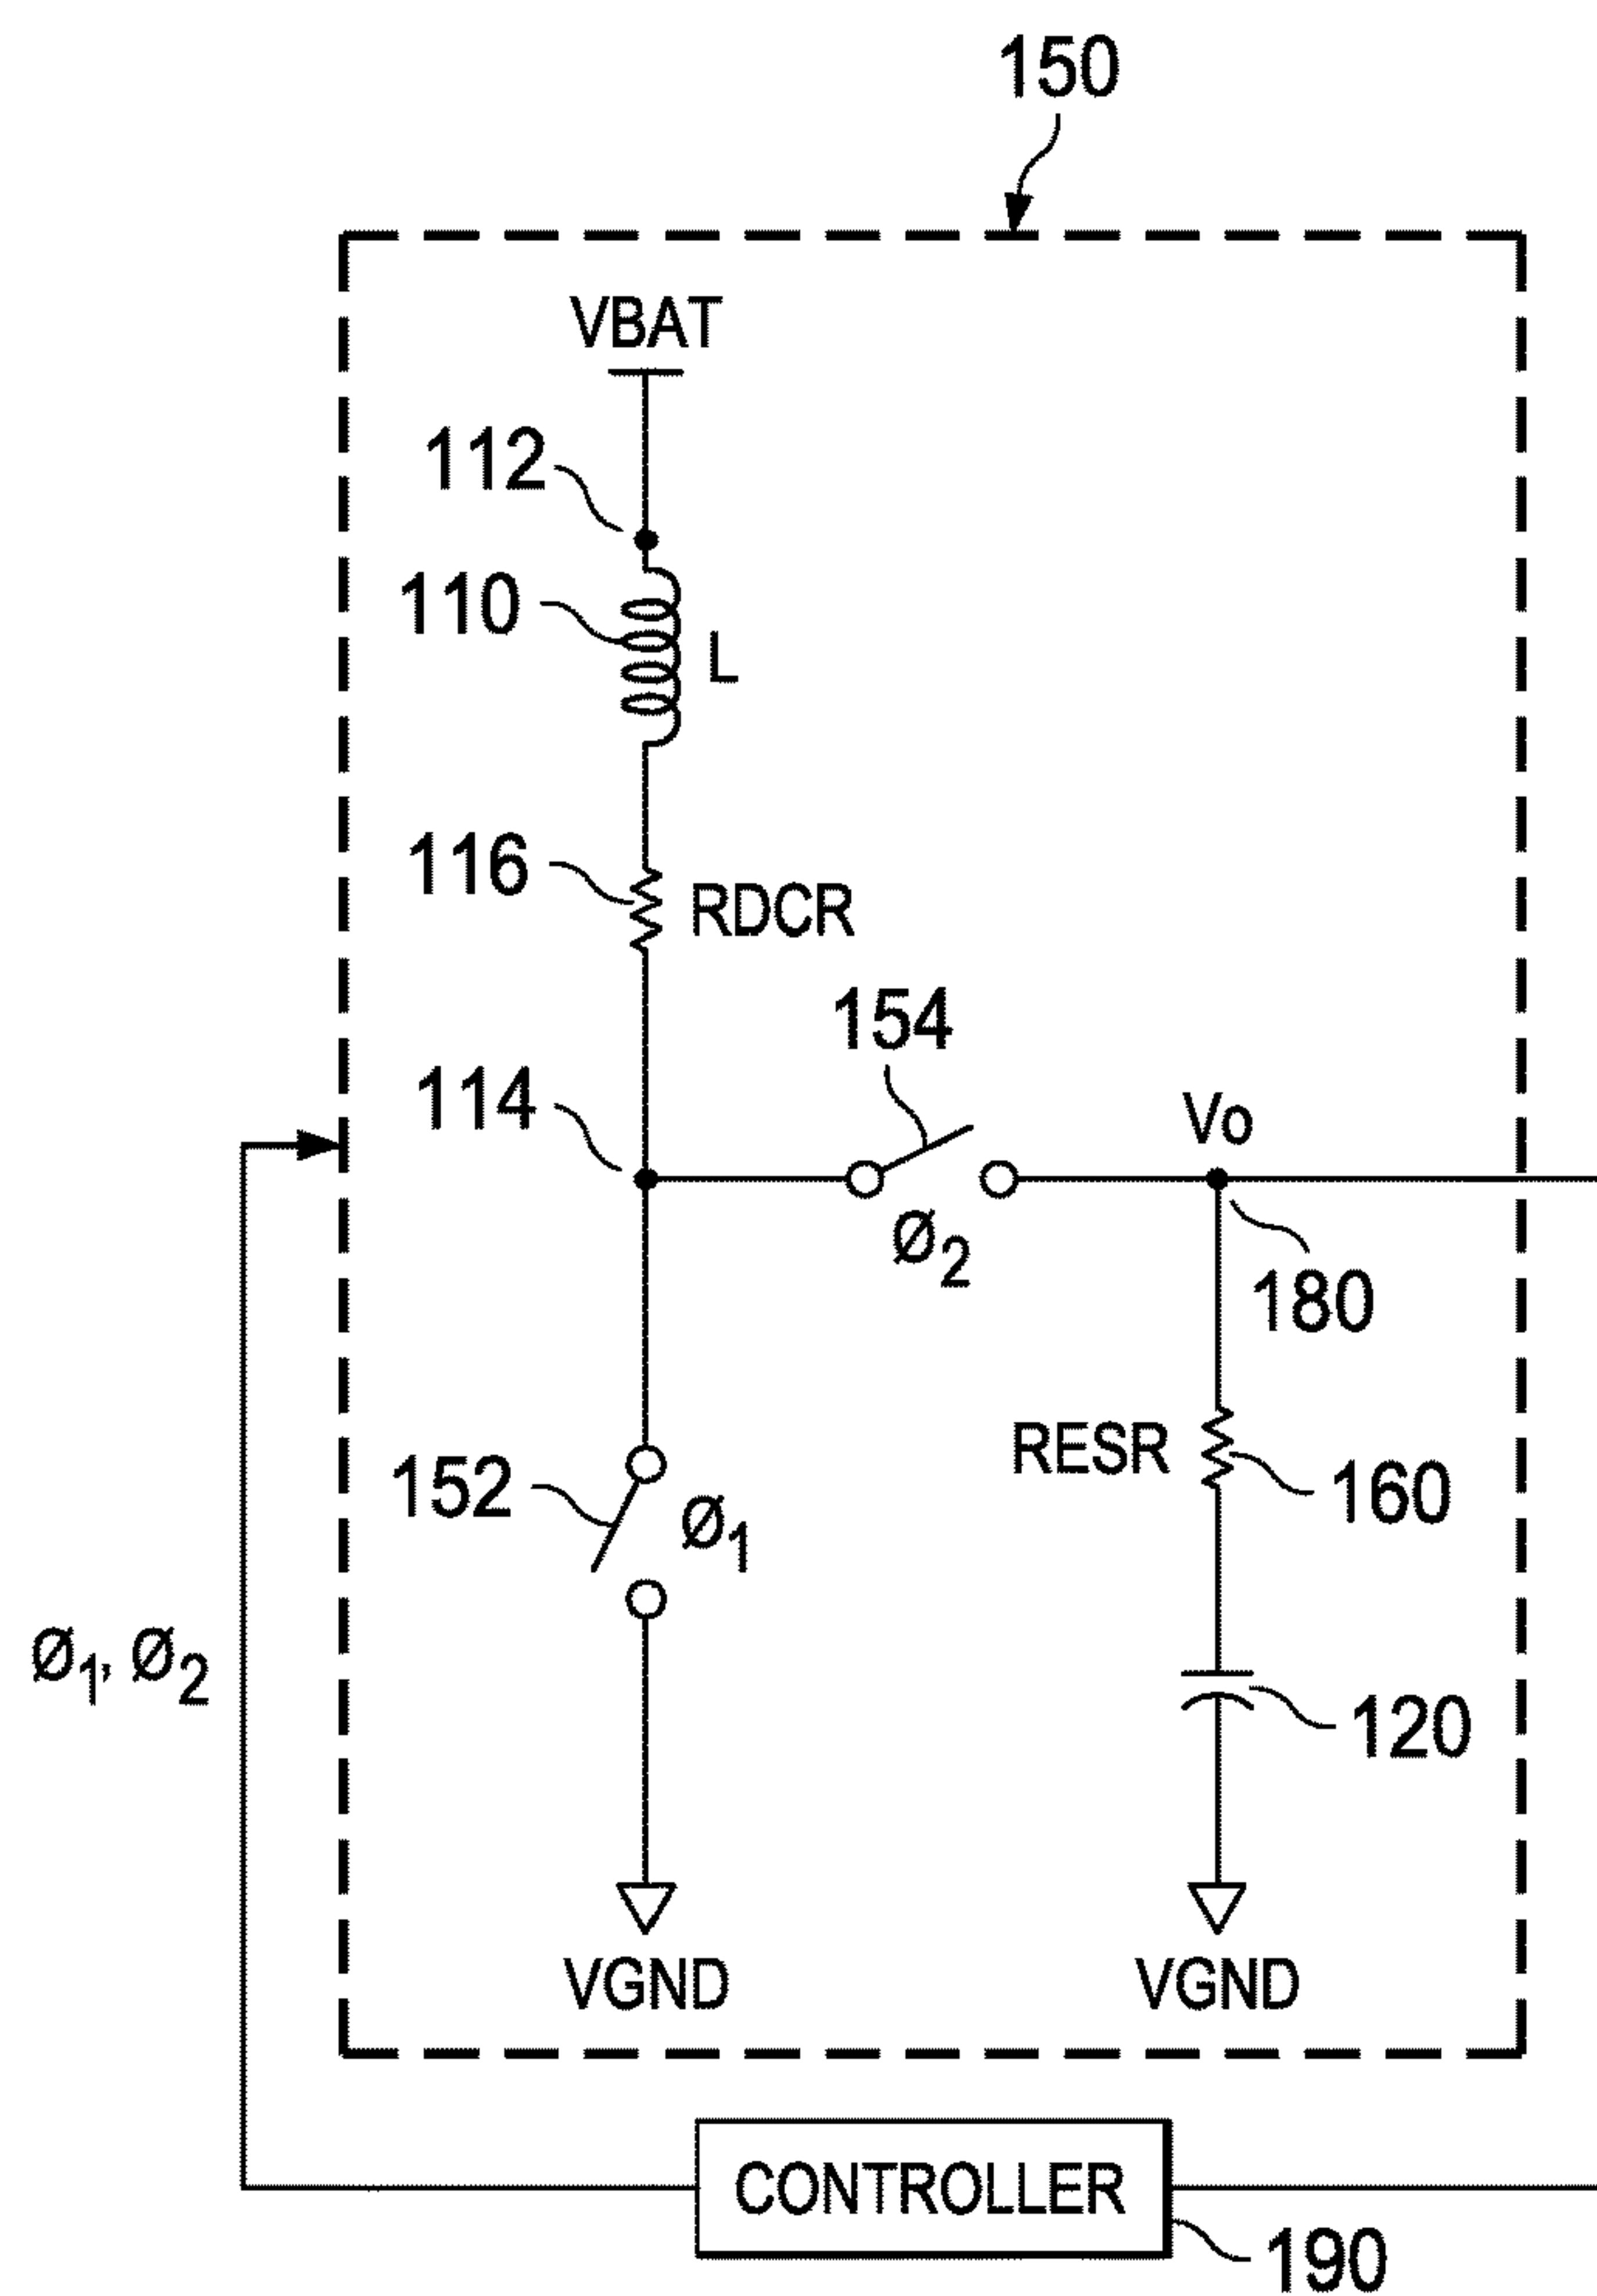 150
VBAT
112
110
L
116
RDCR
154
114
Vo
Ø2
180
RESR
152
160
Ø1
Ø1, Ø2
120
VGND
VGND
CONTROLLER
190